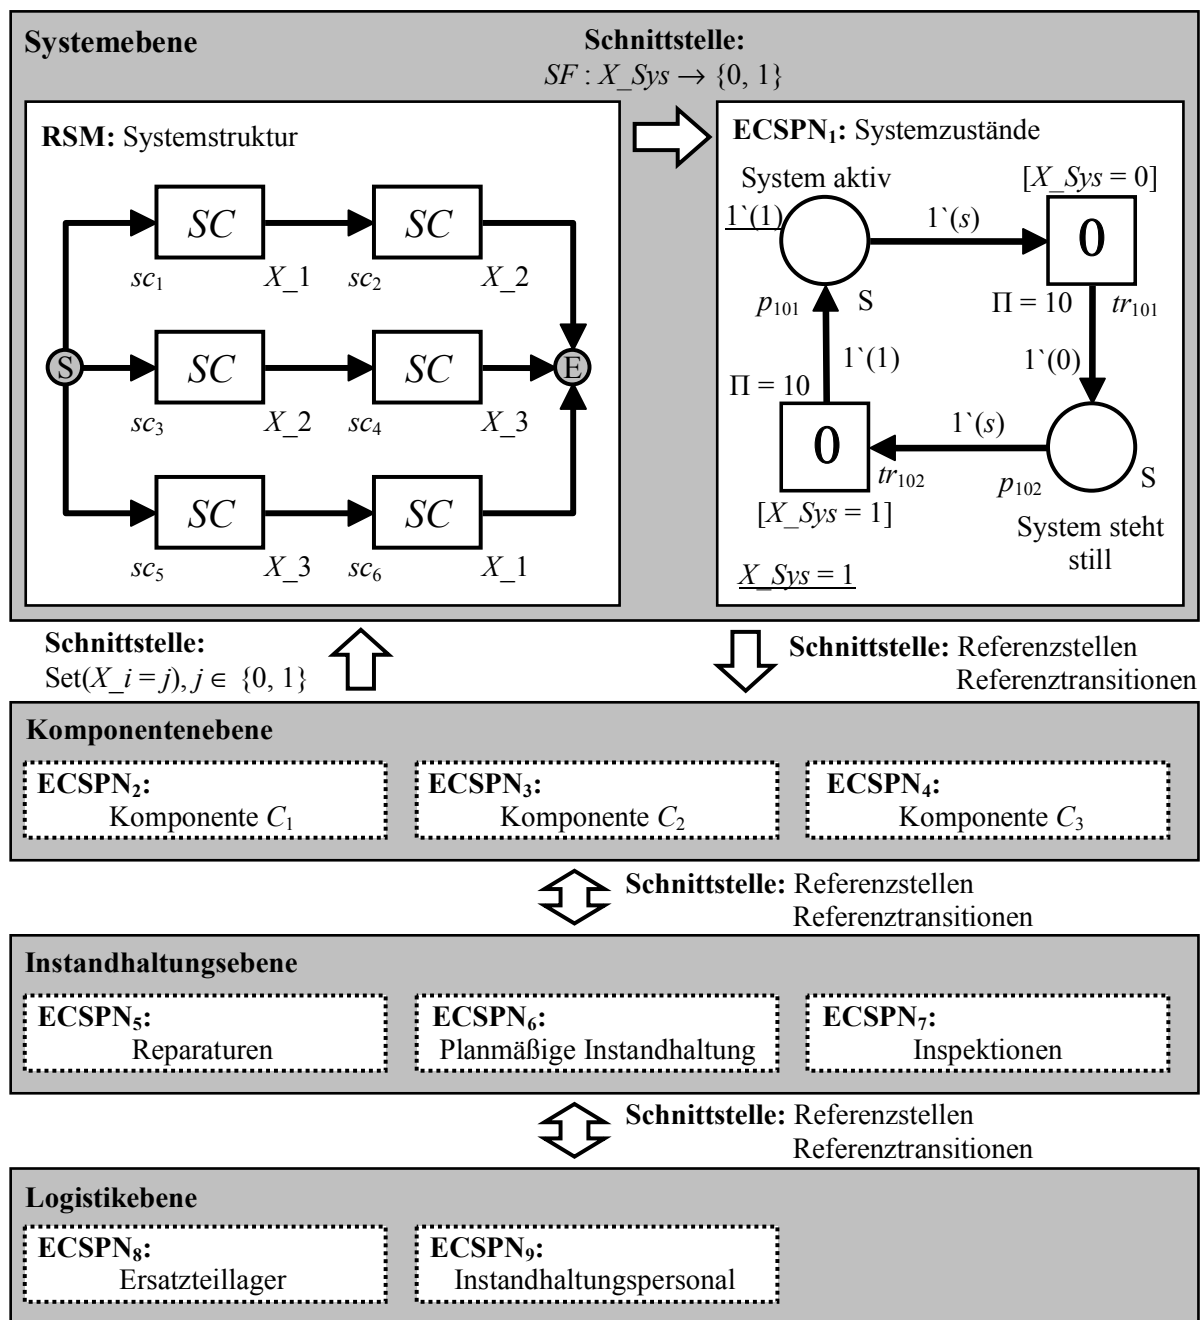 Systemebene
Schnittstelle:
SF : X_Sys → {0, 1}
RSM: Systemstruktur
SC
SC
sc₁
X_1
sc₂
X_2
S
SC
SC
E
sc₃
X_2
sc₄
X_3
SC
SC
sc₅
X_3
sc₆
X_1
ECSPN₁: Systemzustände
System aktiv
[X_Sys = 0]
1`(1)
1`(s)
0
p₁₀₁
S
Π = 10
tr₁₀₁
1`(1)
1`(0)
Π = 10
0
1`(s)
tr₁₀₂
p₁₀₂
S
[X_Sys = 1]
System steht
still
X_Sys = 1
Schnittstelle:
Set(X_i = j), j ∈ {0, 1}
Schnittstelle: Referenzstellen
Referenztransitionen
Komponentenebene
ECSPN₂:
Komponente C₁
ECSPN₃:
Komponente C₂
ECSPN₄:
Komponente C₃
Schnittstelle: Referenzstellen
Referenztransitionen
Instandhaltungsebene
ECSPN₅:
Reparaturen
ECSPN₆:
Planmäßige Instandhaltung
ECSPN₇:
Inspektionen
Schnittstelle: Referenzstellen
Referenztransitionen
Logistikebene
ECSPN₈:
Ersatzteillager
ECSPN₉:
Instandhaltungspersonal